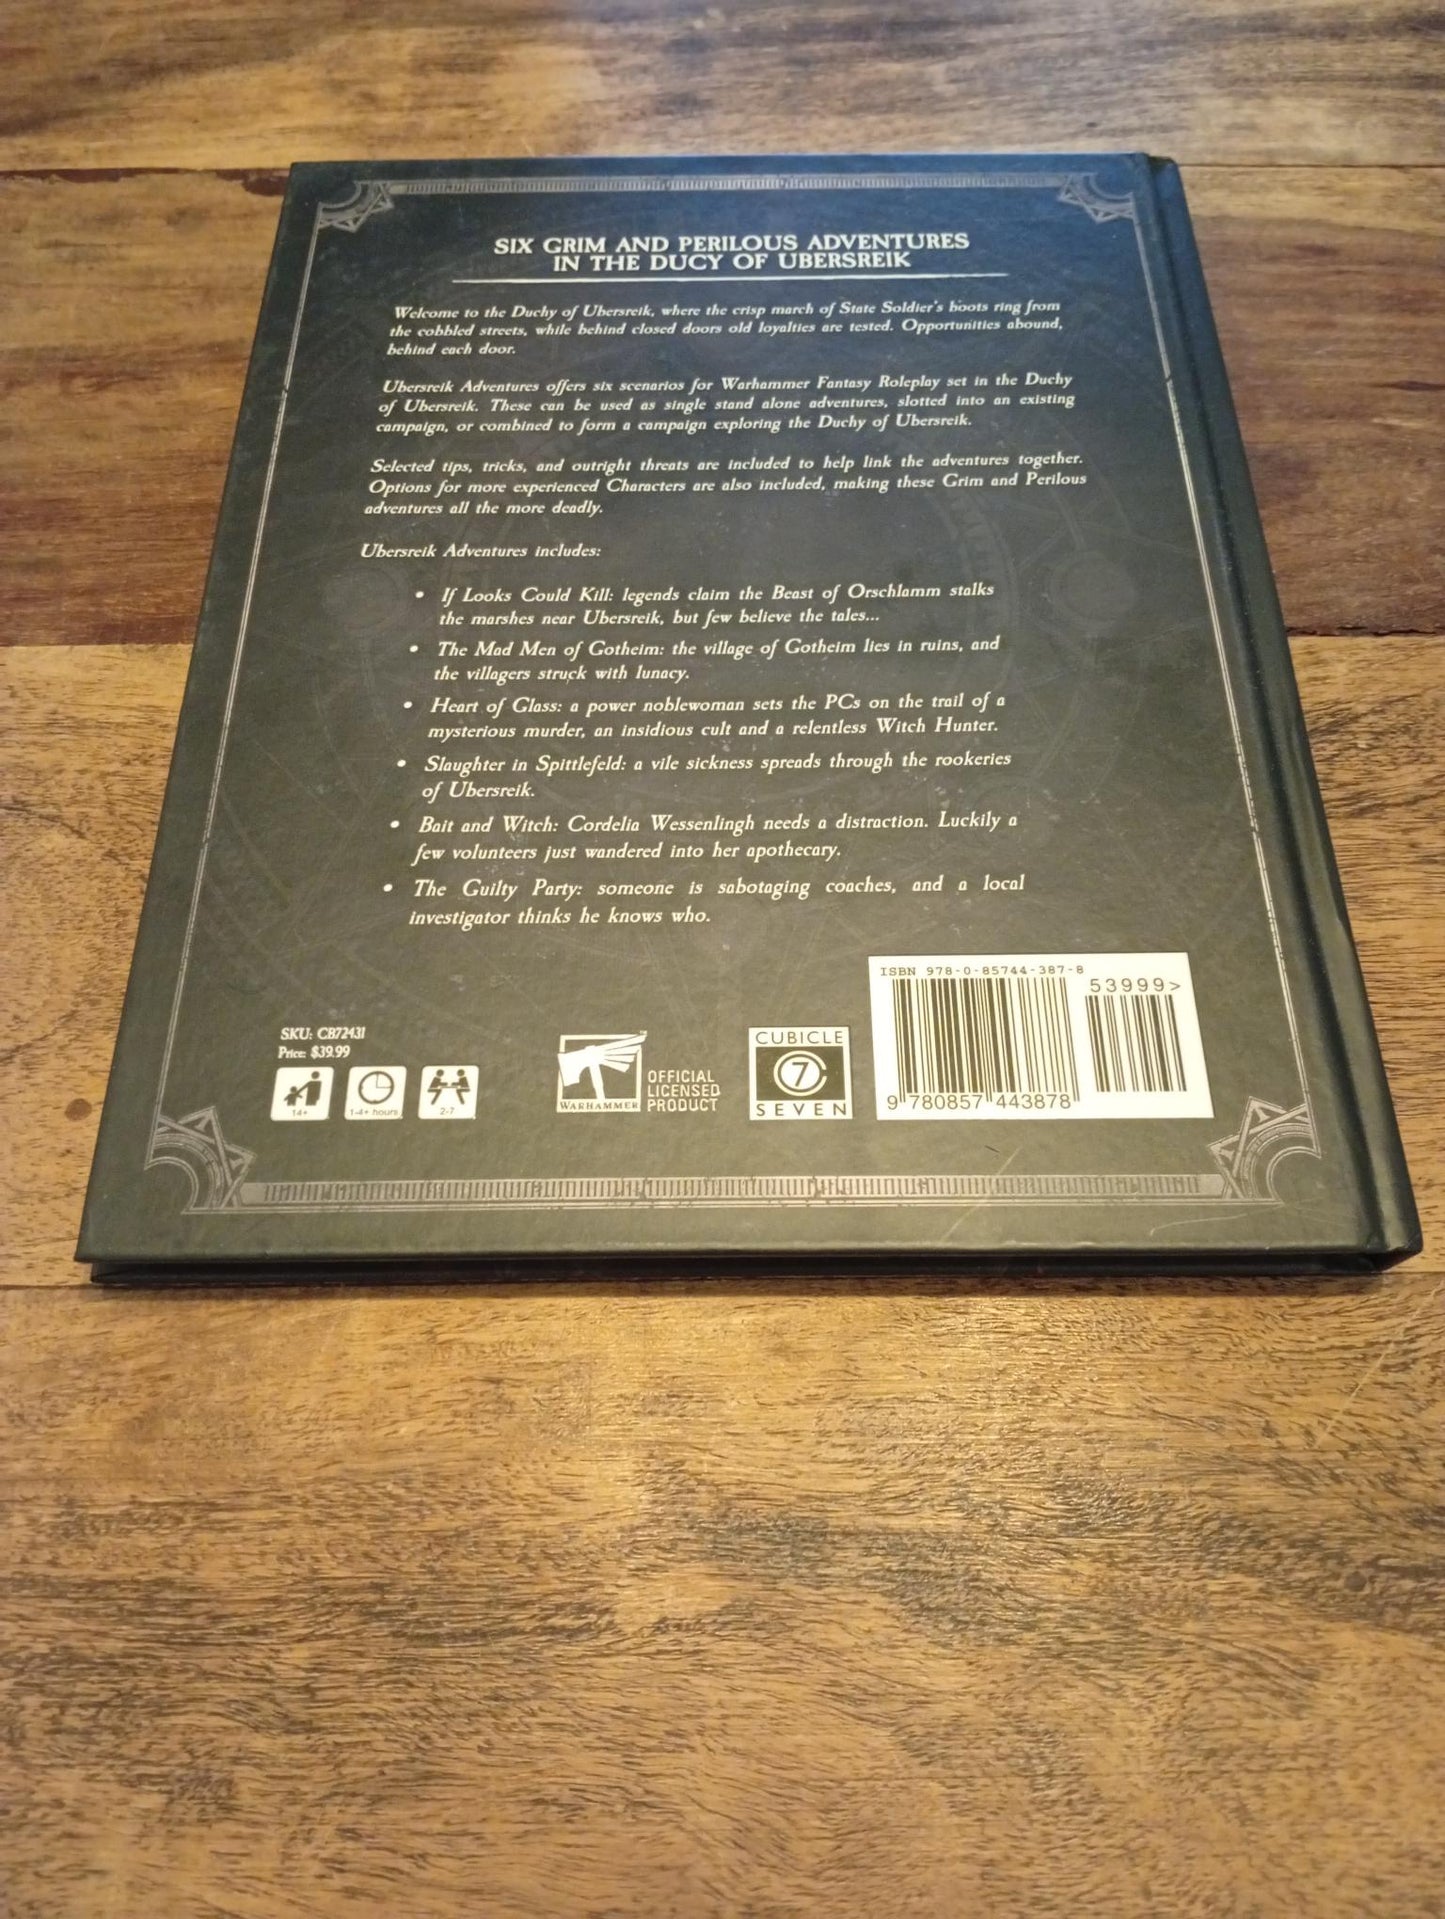 SIX GRIM AND PERILOUS ADVENTURES
IN THE DUCY OF UBERSREIK
Welcome to the Duchy of Ubersreik, where the crisp march of State Soldier's boots ring from
the cobbled streets, while behind closed doors old loyalties are tested. Opportunities abound,
behind each door.
Ubersreik Adventures offers six scenarios for Warhammer Fantasy Roleplay set in the Duchy
of Ubersreik. These can be used as single stand alone adventures, slotted into an existing
campaign, or combined to form a campaign exploring the Duchy of Ubersreik.
Selected tips, tricks, and outright threats are included to help link the adventures together.
Options for more experienced Characters are also included, making these Grim and Perilous
adventures all the more deadly.
Ubersreik Adventures includes:
• If Looks Could Kill: legends claim the Beast of Orschlamm stalks
the marshes near Ubersreik, but few believe the tales...
• The Mad Men of Gotheim: the village of Gotheim lies in ruins, and
the villagers struck with lunacy.
• Heart of Glass: a power noblewoman sets the PCs on the trail of a
mysterious murder, an insidious cult and a relentless Witch Hunter.
• Slaughter in Spittlefeld: a vile sickness spreads through the rookeries
of Ubersreik.
• Bait and Witch: Cordelia Wessenlingh needs a distraction. Luckily a
few volunteers just wandered into her apothecary.
• The Guilty Party: someone is sabotaging coaches, and a local
investigator thinks he knows who.
SKU: CB72431
Price: $39.99
14+
1-4+ hours
2-7
WARHAMMER™
OFFICIAL
LICENSED
PRODUCT
CUBICLE
7
SEVEN
ISBN 978-0-85744-387-8
53999>
9 780857 443878